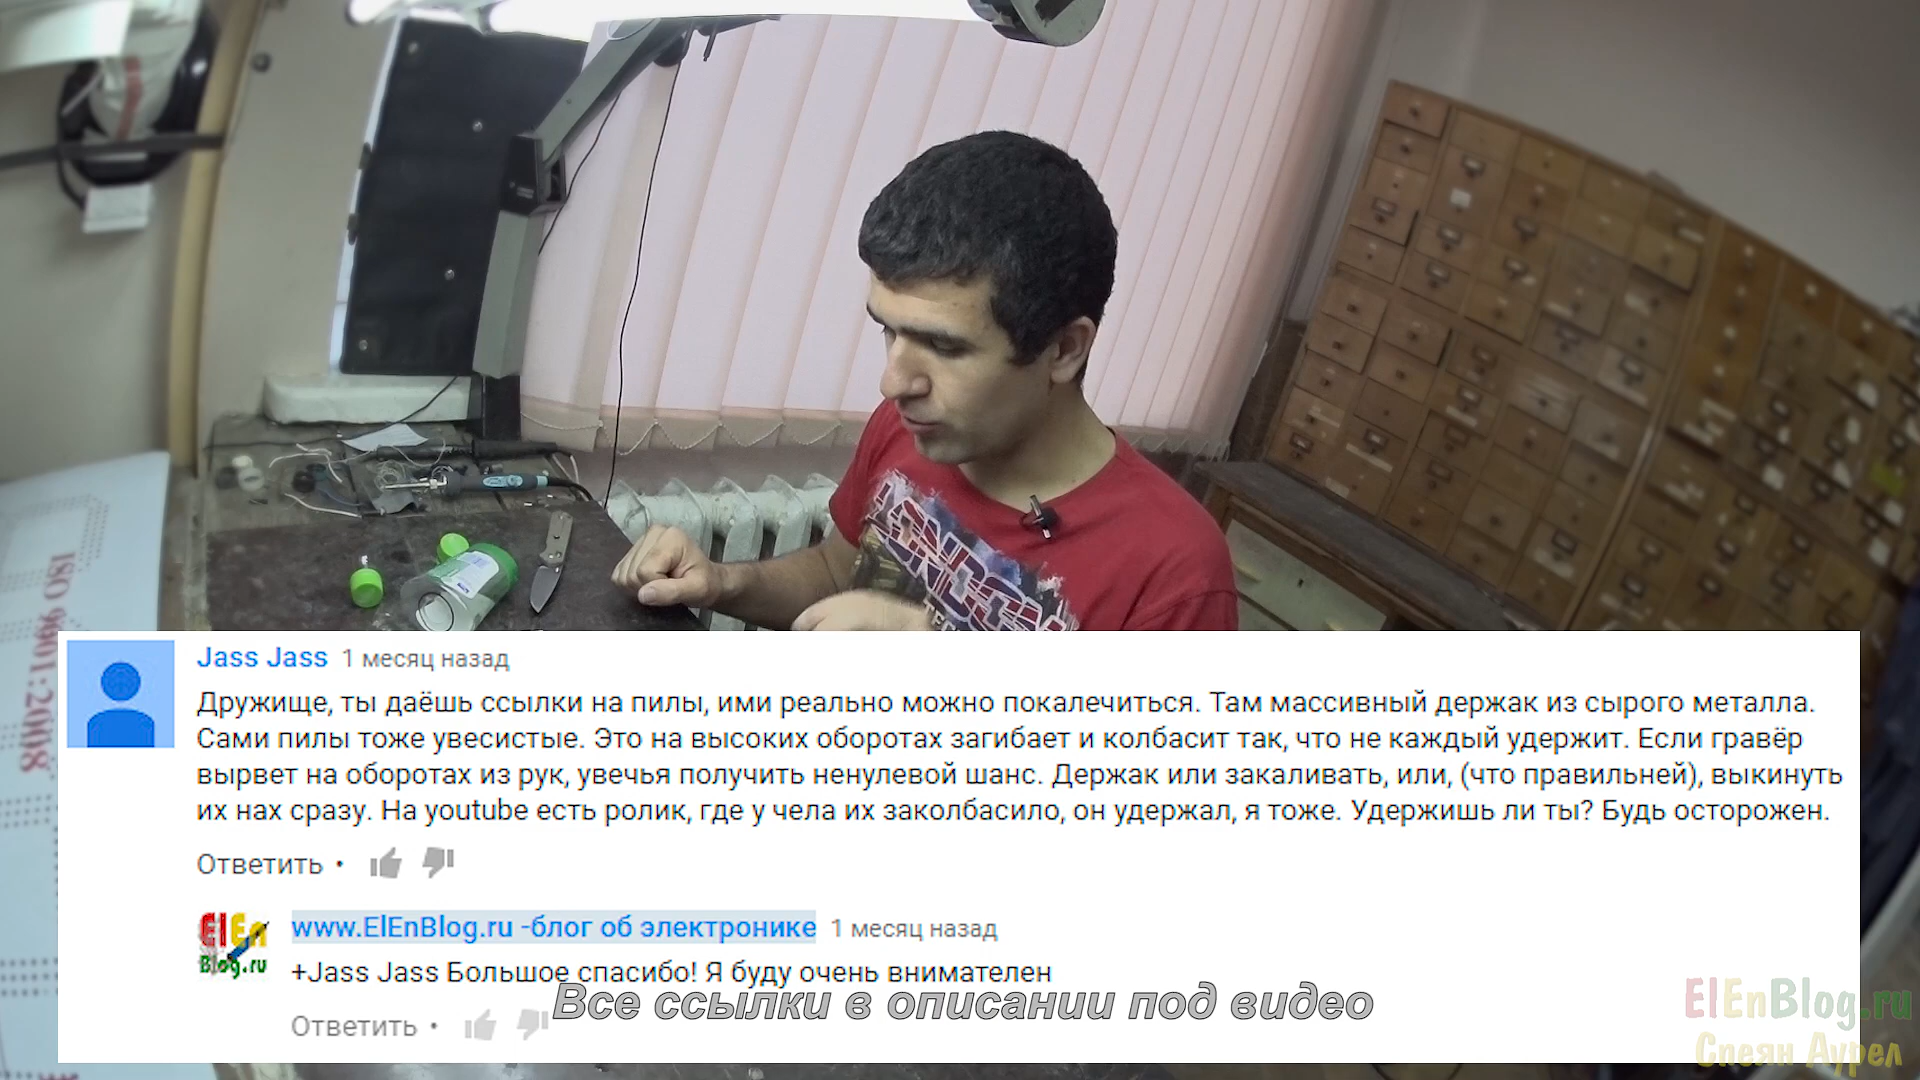 ISO 9001:2008
Jass Jass 1 месяц назад
Дружище, ты даёшь ссылки на пилы, ими реально можно покалечиться. Там массивный держак из сырого металла.
Сами пилы тоже увесистые. Это на высоких оборотах загибает и колбасит так, что не каждый удержит. Если гравёр
вырвет на оборотах из рук, увечья получить ненулевой шанс. Держак или закаливать, или, (что правильней), выкинуть
их нах сразу. На youtube есть ролик, где у чела их заколбасило, он удержал, я тоже. Удержишь ли ты? Будь осторожен.
Ответить •
ElEn
Blog.ru
www.ElEnBlog.ru -блог об электронике 1 месяц назад
+Jass Jass Большое спасибо! Я буду очень внимателен
Все ссылки в описании под видео
Ответить •
ElEnBlog.ru
Спеян Аурел